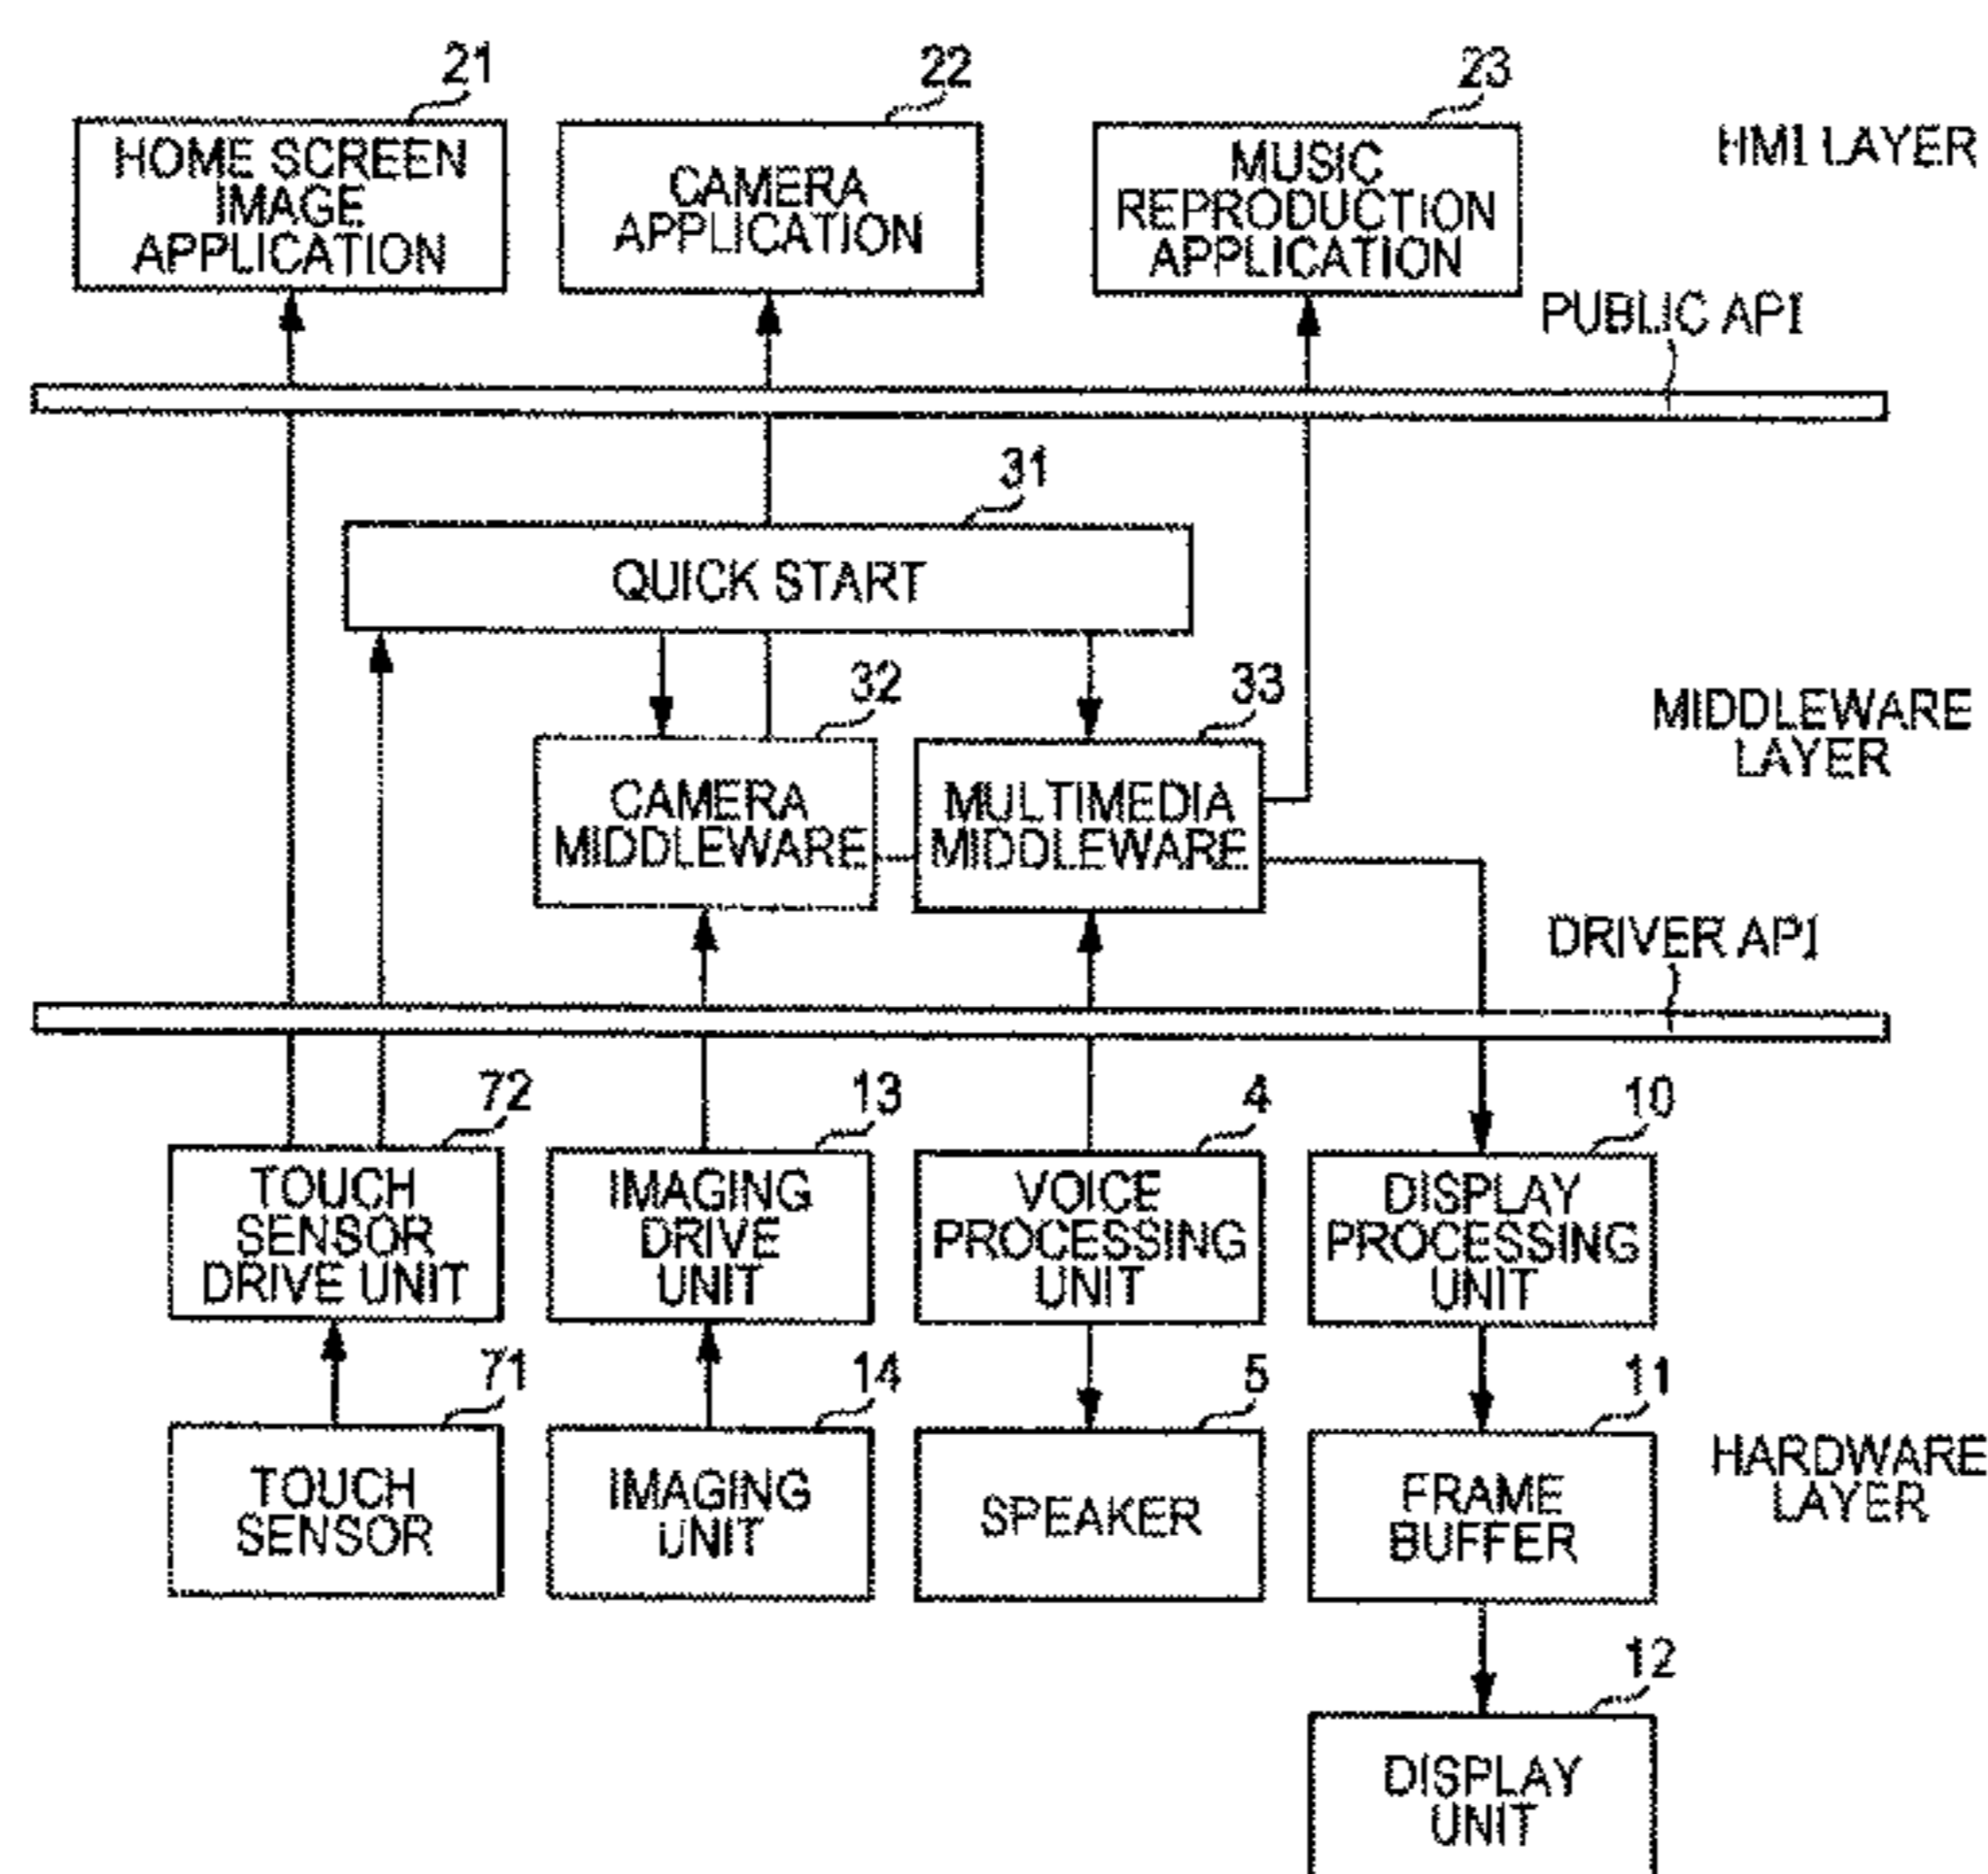 21
22
23
HOME SCREEN
IMAGE
APPLICATION
CAMERA
APPLICATION
MUSIC
REPRODUCTION
APPLICATION
HMI LAYER
PUBLIC API
31
QUICK START
32
33
CAMERA
MIDDLEWARE
MULTIMEDIA
MIDDLEWARE
MIDDLEWARE
LAYER
DRIVER API
72
13
4
10
TOUCH
SENSOR
DRIVE UNIT
IMAGING
DRIVE
UNIT
VOICE
PROCESSING
UNIT
DISPLAY
PROCESSING
UNIT
71
14
5
11
TOUCH
SENSOR
IMAGING
UNIT
SPEAKER
FRAME
BUFFER
HARDWARE
LAYER
12
DISPLAY
UNIT